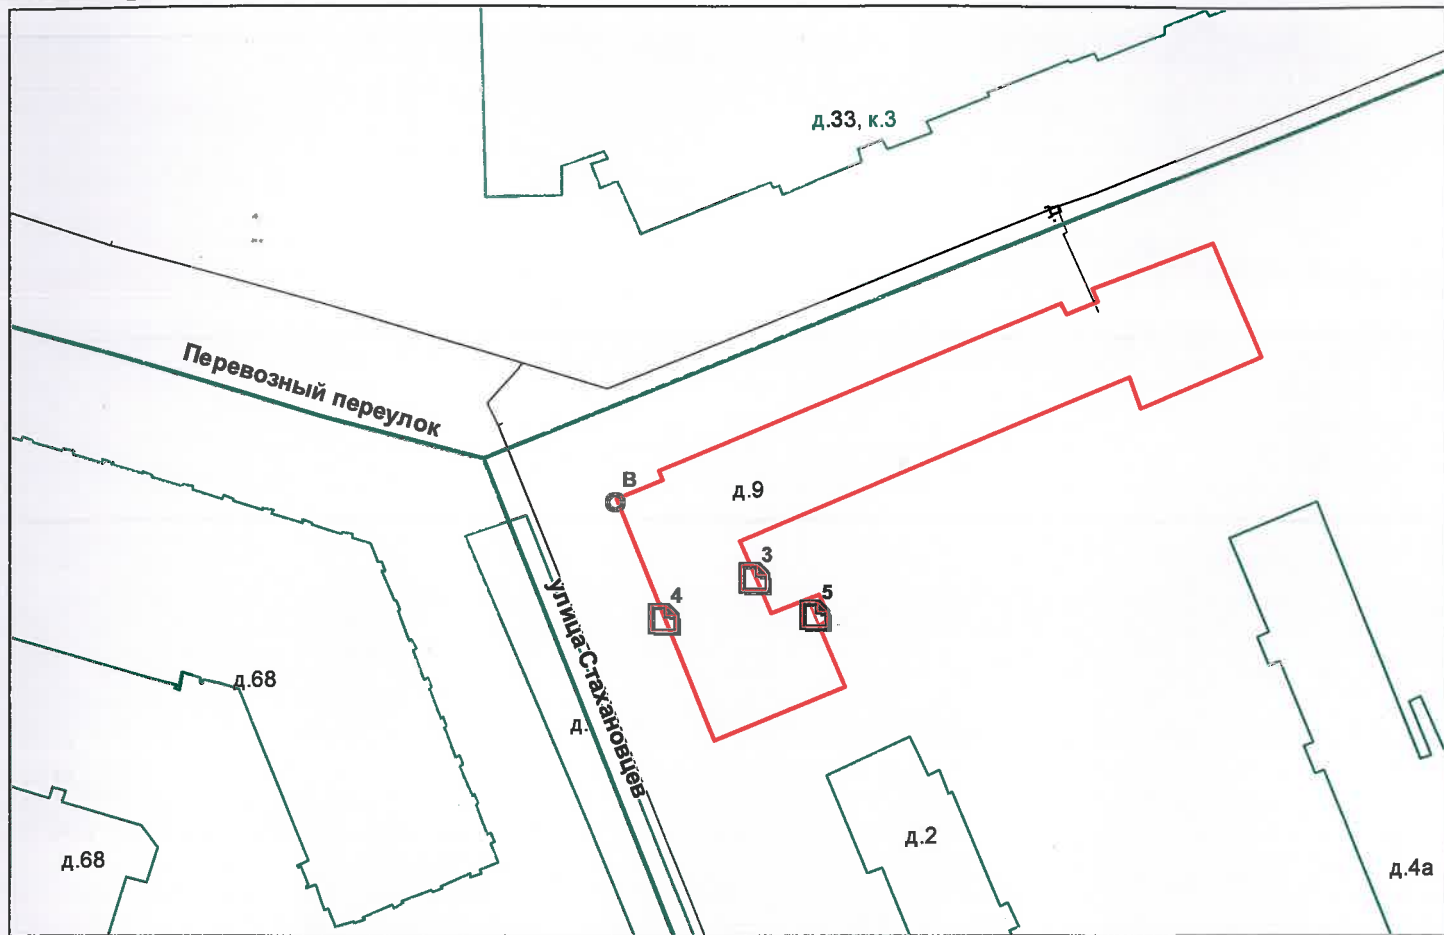 д.33, к.3
Перевозный переулок
В
д.9
3
4
5
улица Стахановцев
д.68
д.
д.2
д.68
д.4а